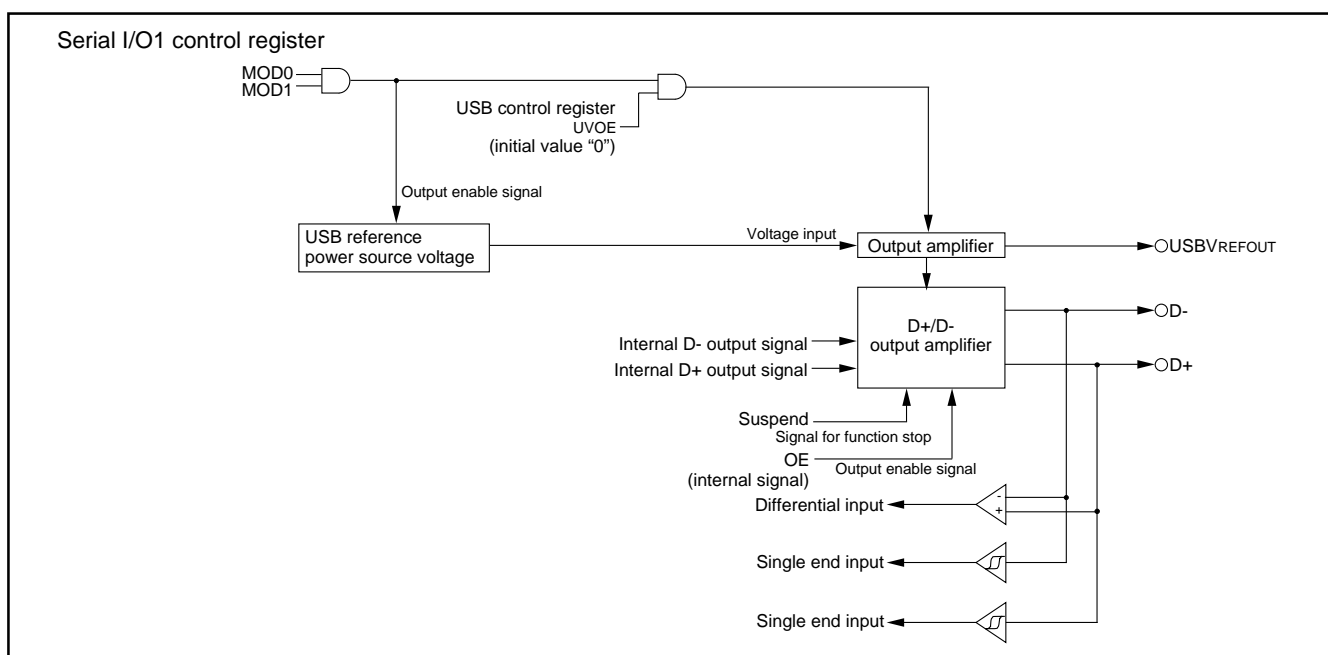 Serial I/O1 control register
MOD0
MOD1
USB control register
UVOE
(initial value “0”)
Output enable signal
USB reference
power source voltage
Voltage input
Output amplifier
USBVREFOUT
D+/D-
output amplifier
D-
D+
Internal D- output signal
Internal D+ output signal
Suspend
Signal for function stop
OE
(internal signal)
Output enable signal
Differential input
-
+
Single end input
Single end input